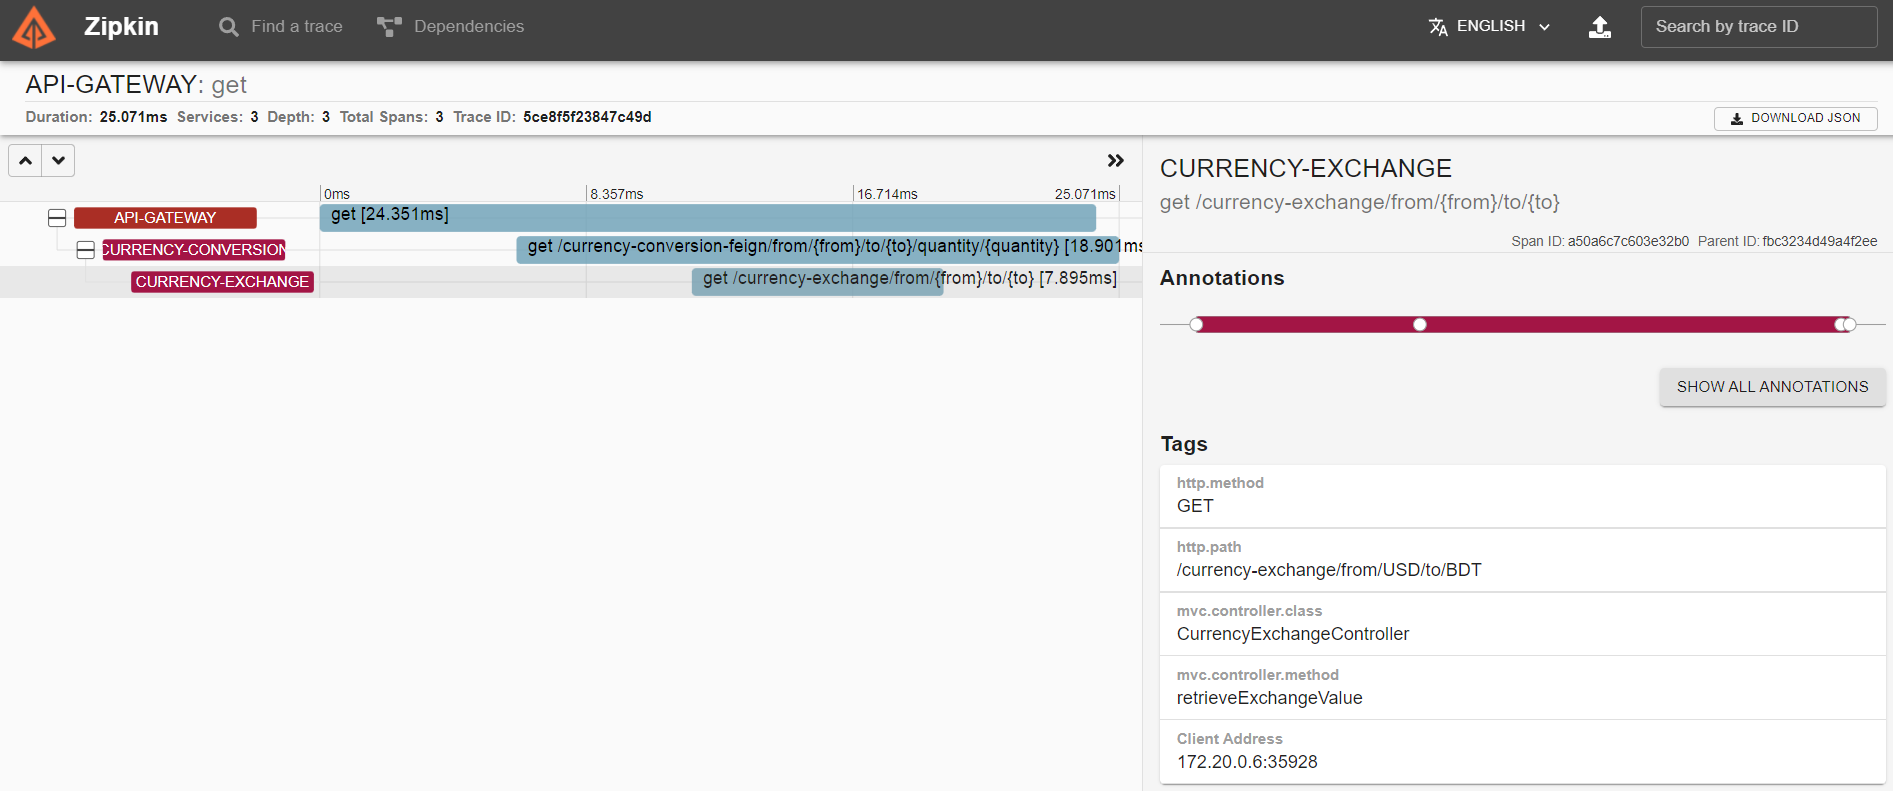 Zipkin
Find a trace
Dependencies
ENGLISH
Search by trace ID
API-GATEWAY: get
Duration: 25.071ms Services: 3 Depth: 3 Total Spans: 3 Trace ID: 5ce8f5f23847c49d
DOWNLOAD JSON
0ms
8.357ms
16.714ms
25.071ms
API-GATEWAY
get [24.351ms]
CURRENCY-CONVERSION
get /currency-conversion-feign/from/{from}/to/{to}/quantity/{quantity} [18.901ms
CURRENCY-EXCHANGE
get /currency-exchange/from/{from}/to/{to} [7.895ms]
CURRENCY-EXCHANGE
get /currency-exchange/from/{from}/to/{to}
Span ID: a50a6c7c603e32b0 Parent ID: fbc3234d49a4f2ee
Annotations
SHOW ALL ANNOTATIONS
Tags
http.method
GET
http.path
/currency-exchange/from/USD/to/BDT
mvc.controller.class
CurrencyExchangeController
mvc.controller.method
retrieveExchangeValue
Client Address
172.20.0.6:35928